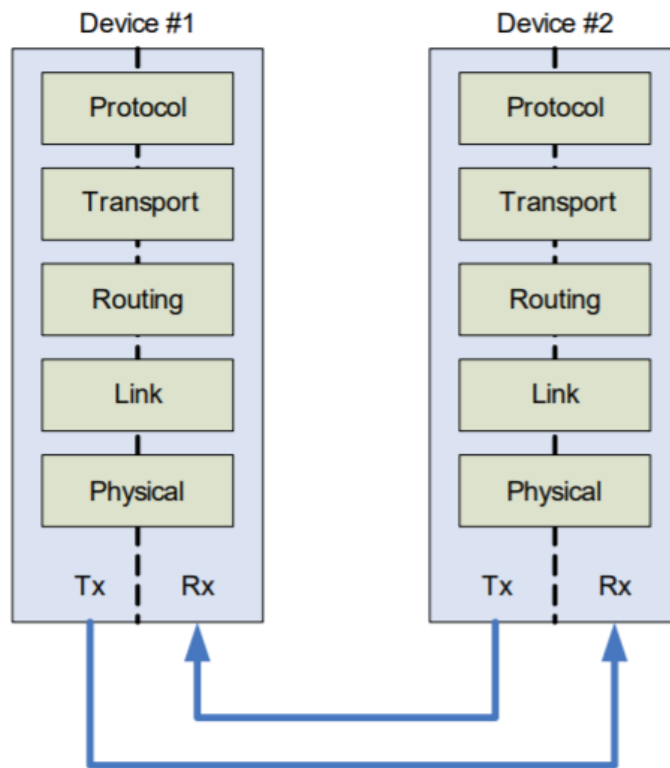 Device #1
Device #2
Protocol
Transport
Routing
Link
Physical
Tx
Rx
Protocol
Transport
Routing
Link
Physical
Tx
Rx